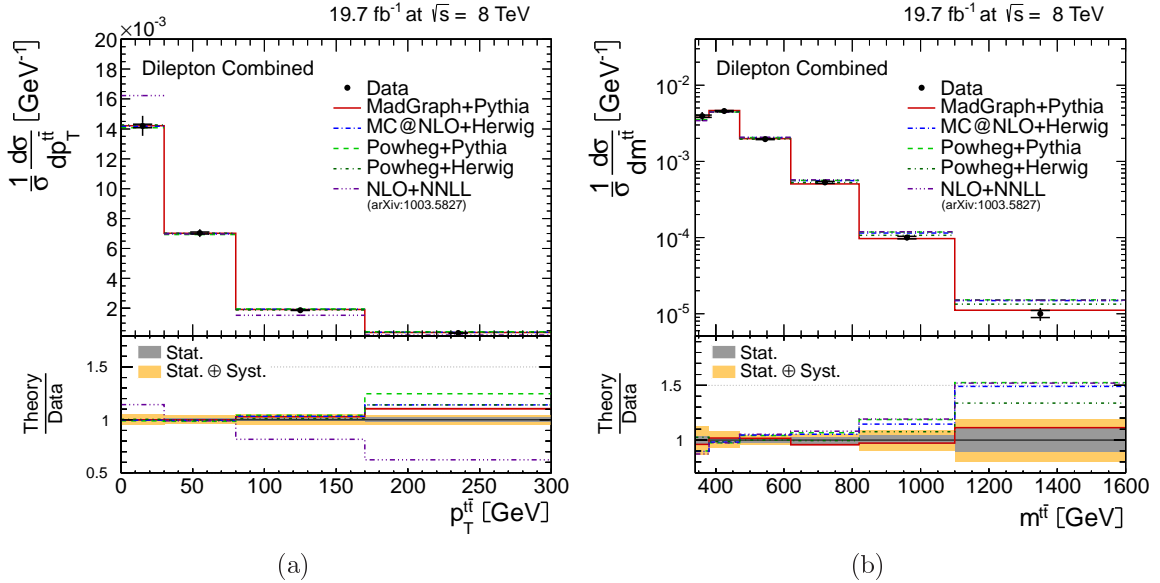 19.7 fb⁻¹ at √s = 8 TeV
×10⁻³
Dilepton Combined
Data
MadGraph+Pythia
MC@NLO+Herwig
Powheg+Pythia
Powheg+Herwig
NLO+NNLL
(arXiv:1003.5827)
1/σ dσ/dp_T^{tt̄} [GeV⁻¹]
20
18
16
14
12
10
8
6
4
2
Stat.
Stat. ⊕ Syst.
Theory
Data
1.5
1
0.5
0 50 100 150 200 250 300
p_T^{tt̄} [GeV]
(a)
19.7 fb⁻¹ at √s = 8 TeV
Dilepton Combined
Data
MadGraph+Pythia
MC@NLO+Herwig
Powheg+Pythia
Powheg+Herwig
NLO+NNLL
(arXiv:1003.5827)
1/σ dσ/dm^{tt̄} [GeV⁻¹]
10⁻²
10⁻³
10⁻⁴
10⁻⁵
Stat.
Stat. ⊕ Syst.
Theory
Data
1.5
1
400 600 800 1000 1200 1400 1600
m^{tt̄} [GeV]
(b)